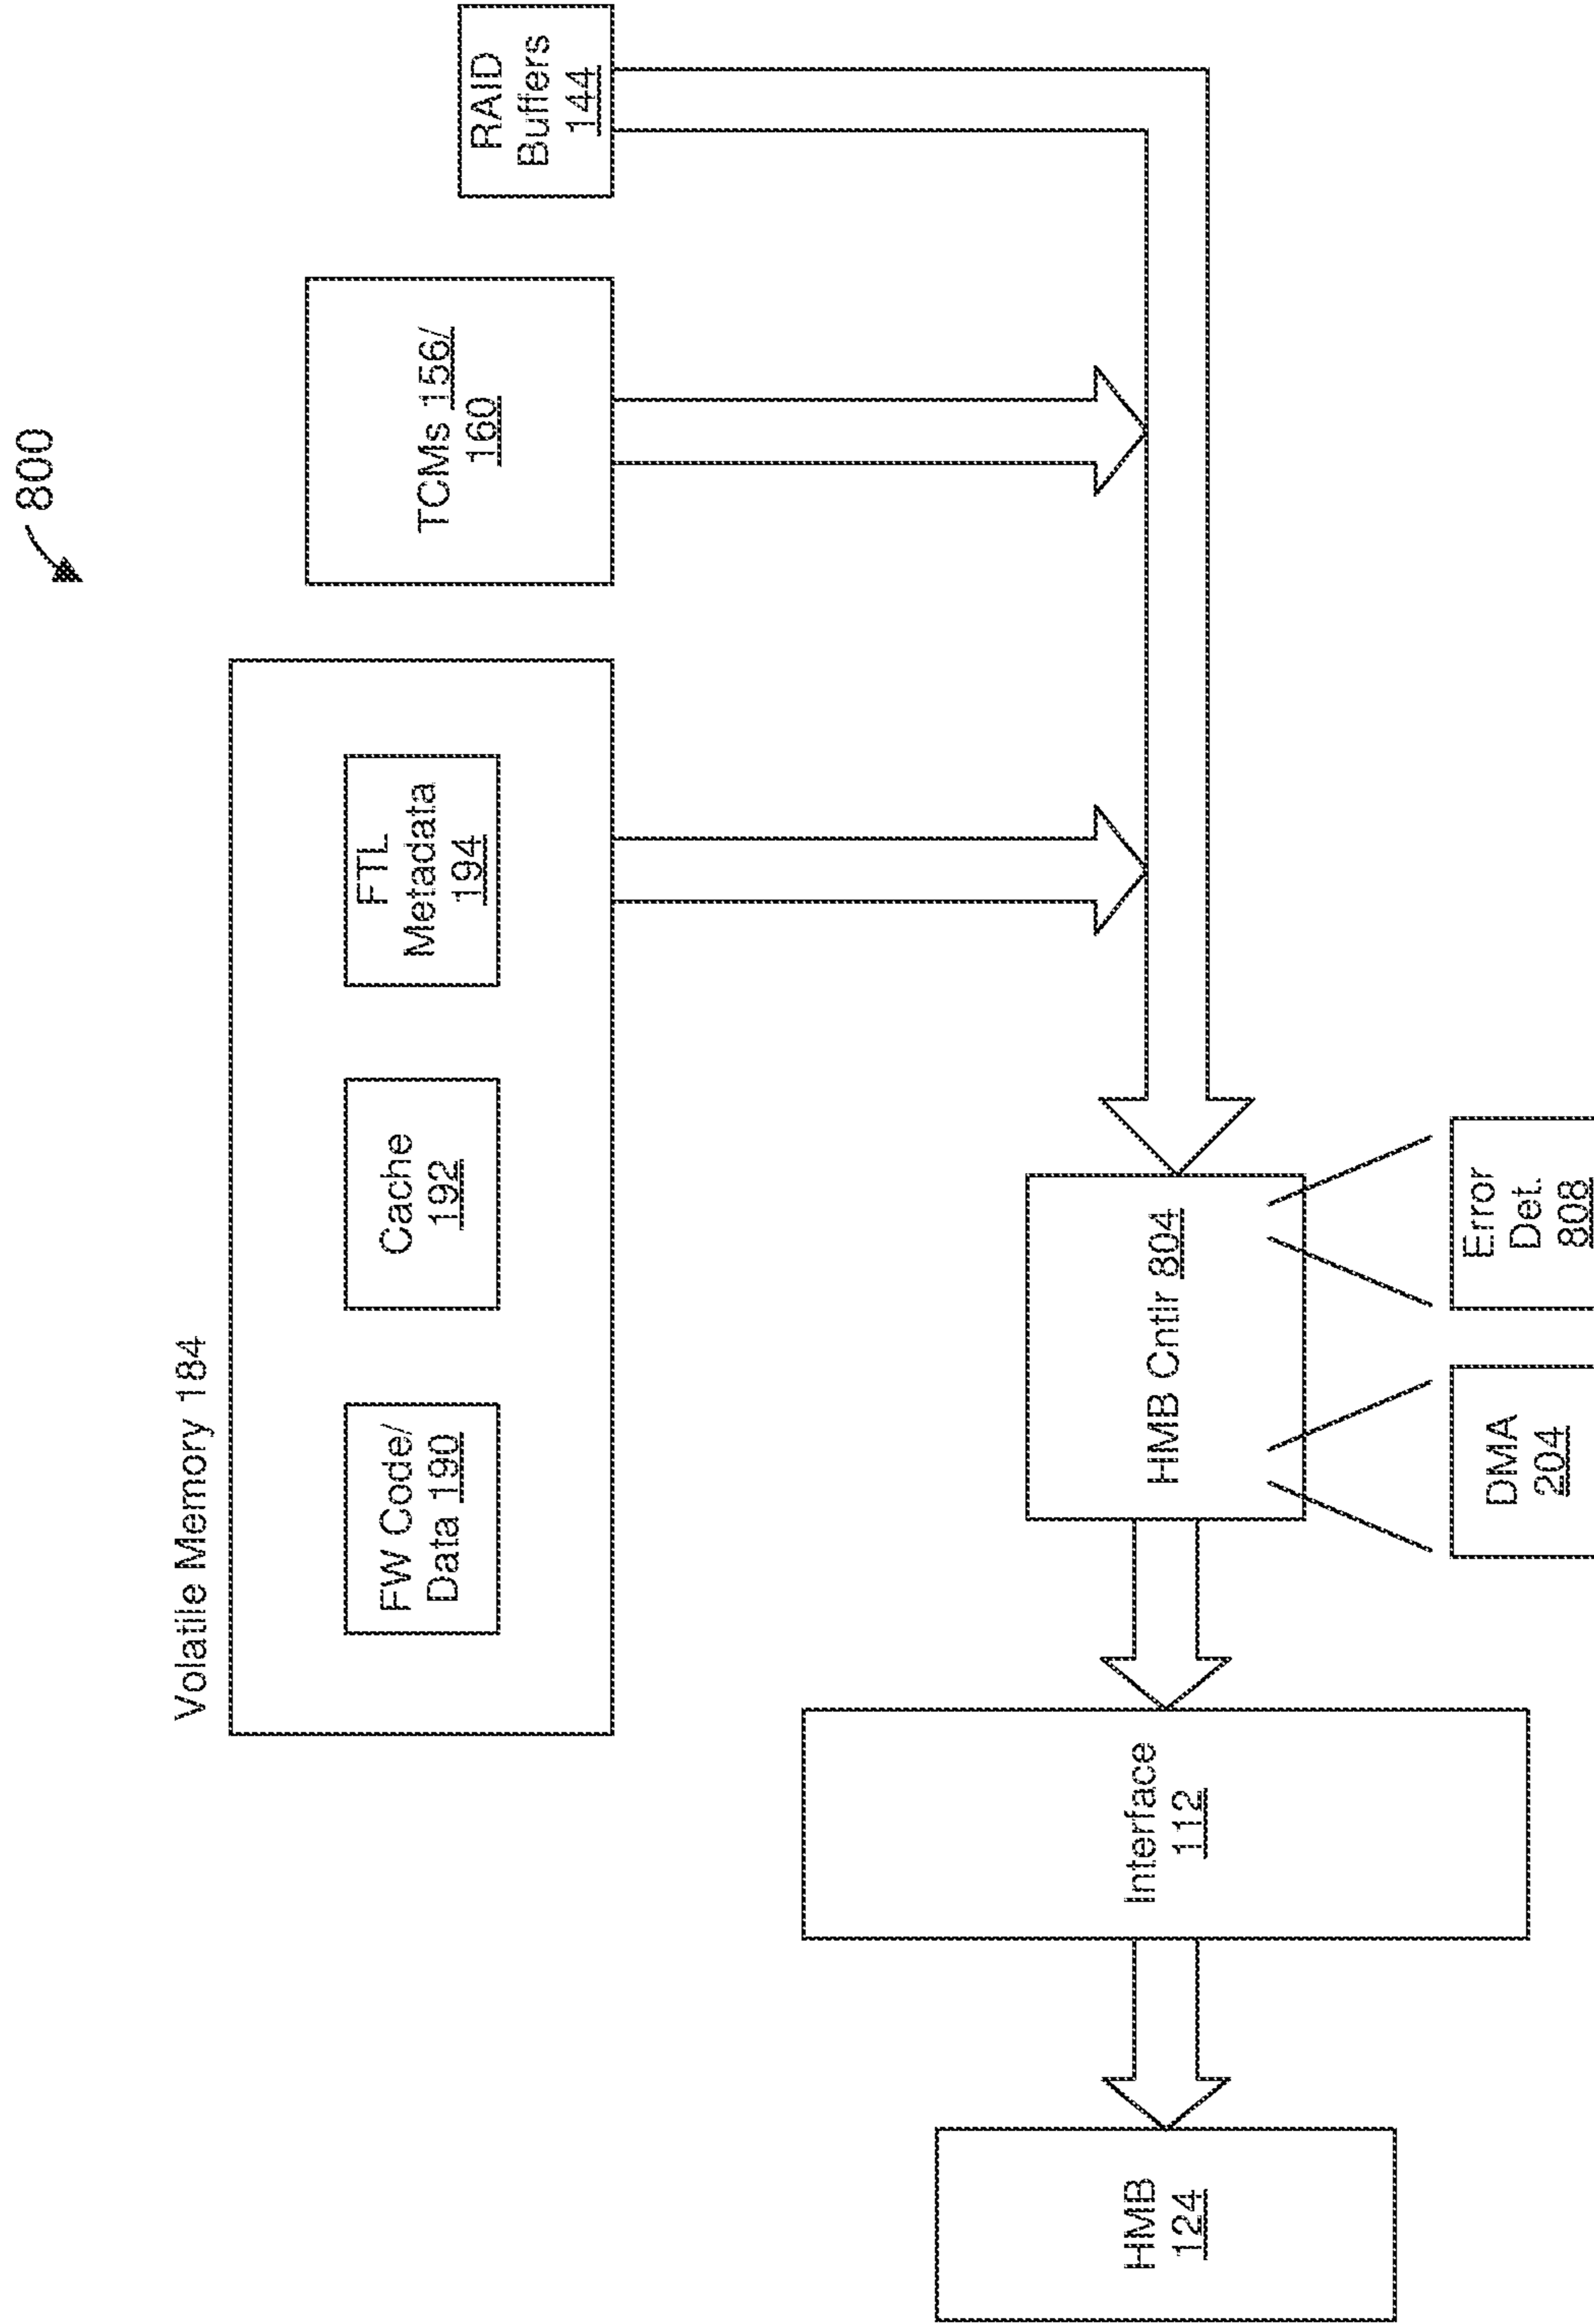 800
Volatile Memory 184
FW Code/
Data 190
Cache
192
FTL
Metadata
194
TCMs 156/
160
RAID
Buffers
144
HMB
124
Interface
112
HMB Cntlr 804
DMA
204
Error
Det.
808